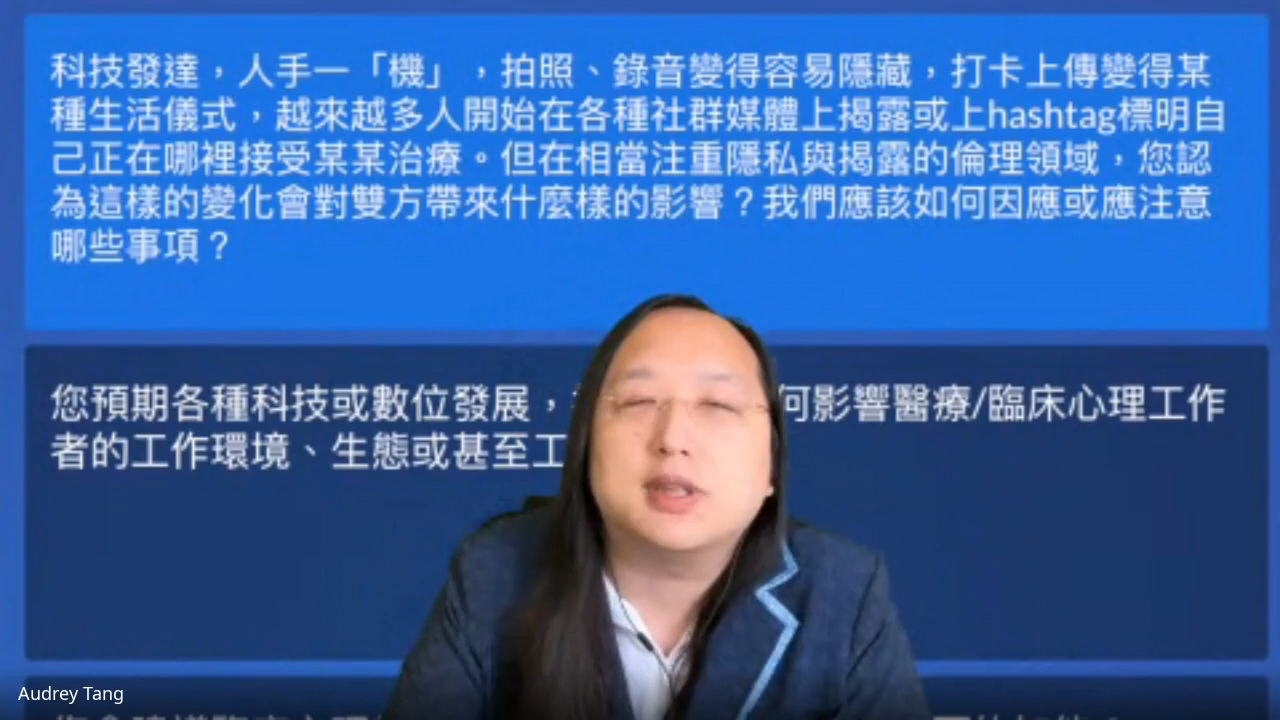 科技發達，人手一「機」，拍照、錄音變得容易隱藏，打卡上傳變得某
種生活儀式，越來越多人開始在各種社群媒體上揭露或上hashtag標明自
己正在哪裡接受某某治療。但在相當注重隱私與揭露的倫理領域，您認
為這樣的變化會對雙方帶來什麼樣的影響？我們應該如何因應或應注意
哪些事項？
您預期各種科技或數位發展， 何影響醫療/臨床心理工作
者的工作環境、生態或甚至工
Audrey Tang